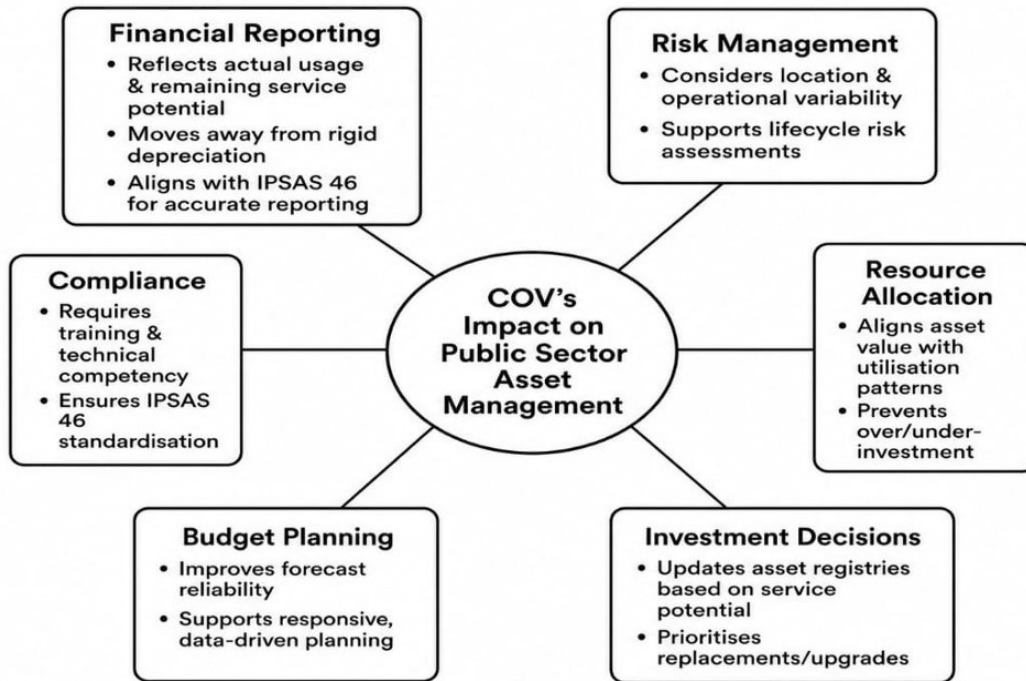 Financial Reporting
• Reflects actual usage
& remaining service
potential
• Moves away from rigid
depreciation
• Aligns with IPSAS 46
for accurate reporting
Risk Management
• Considers location &
operational variability
• Supports lifecycle risk
assessments
Compliance
• Requires
training &
technical
competency
• Ensures IPSAS
46
standardisation
COV’s
Impact on
Public Sector
Asset
Management
Resource
Allocation
• Aligns asset
value with
utilisation
patterns
• Prevents
over/under-
investment
Budget Planning
• Improves forecast
reliability
• Supports responsive,
data-driven planning
Investment Decisions
• Updates asset registries
based on service
potential
• Prioritises
replacements/upgrades